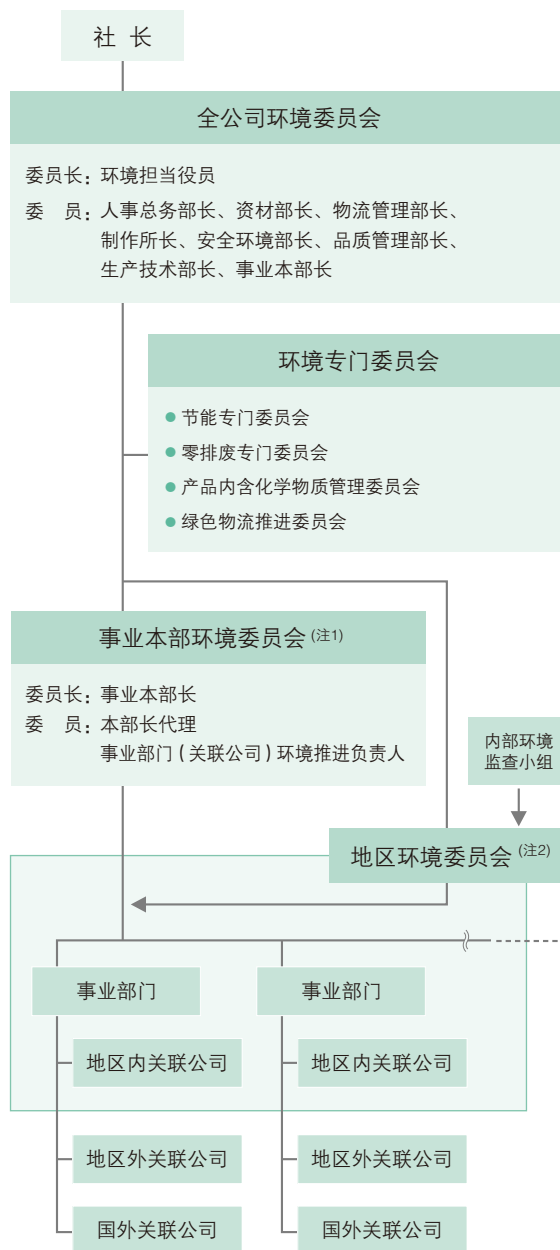 社 长
全公司环境委员会
委员长：环境担当役员
委　员：人事总务部长、资材部长、物流管理部长、
制作所长、安全环境部长、品质管理部长、
生产技术部长、事业本部长
环境专门委员会
● 节能专门委员会
● 零排废专门委员会
● 产品内含化学物质管理委员会
● 绿色物流推进委员会
事业本部环境委员会 (注1)
委员长：事业本部长
委　员：本部长代理
事业部门 ( 关联公司 ) 环境推进负责人
内部环境
监查小组
地区环境委员会 (注2)
事业部门
事业部门
地区内关联公司
地区内关联公司
地区外关联公司
地区外关联公司
国外关联公司
国外关联公司